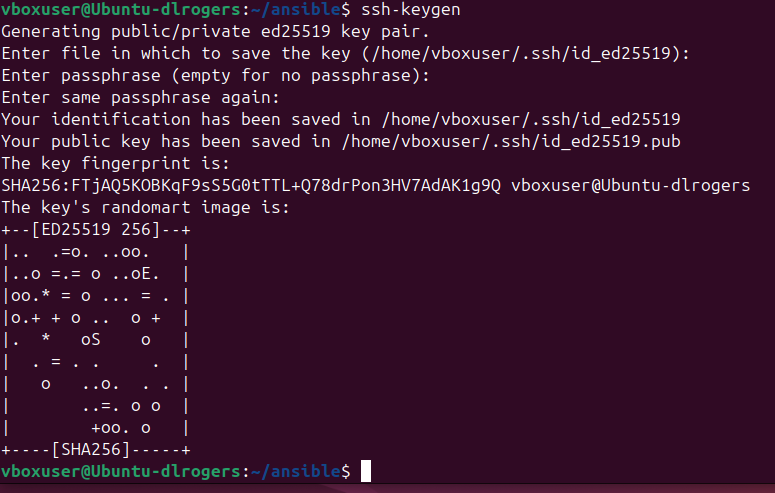 vboxuser@Ubuntu-dlrogers:~/ansible$ ssh-keygen
Generating public/private ed25519 key pair.
Enter file in which to save the key (/home/vboxuser/.ssh/id_ed25519):
Enter passphrase (empty for no passphrase):
Enter same passphrase again:
Your identification has been saved in /home/vboxuser/.ssh/id_ed25519
Your public key has been saved in /home/vboxuser/.ssh/id_ed25519.pub
The key fingerprint is:
SHA256:FTjAQ5KOBKqF9sS5G0tTTL+Q78drPon3HV7AdAK1g9Q vboxuser@Ubuntu-dlrogers
The key's randomart image is:
+--[ED25519 256]--+
|..  .=o. ..oo.   |
|..o =.= o ..oE.  |
|oo.* = o ... = . |
|o.+ + o ..  o +  |
|.  *   oS    o   |
|  . = . .     .  |
|   o   ..o.  . . |
|       ..=. o o  |
|        +oo. o   |
+----[SHA256]-----+
vboxuser@Ubuntu-dlrogers:~/ansible$